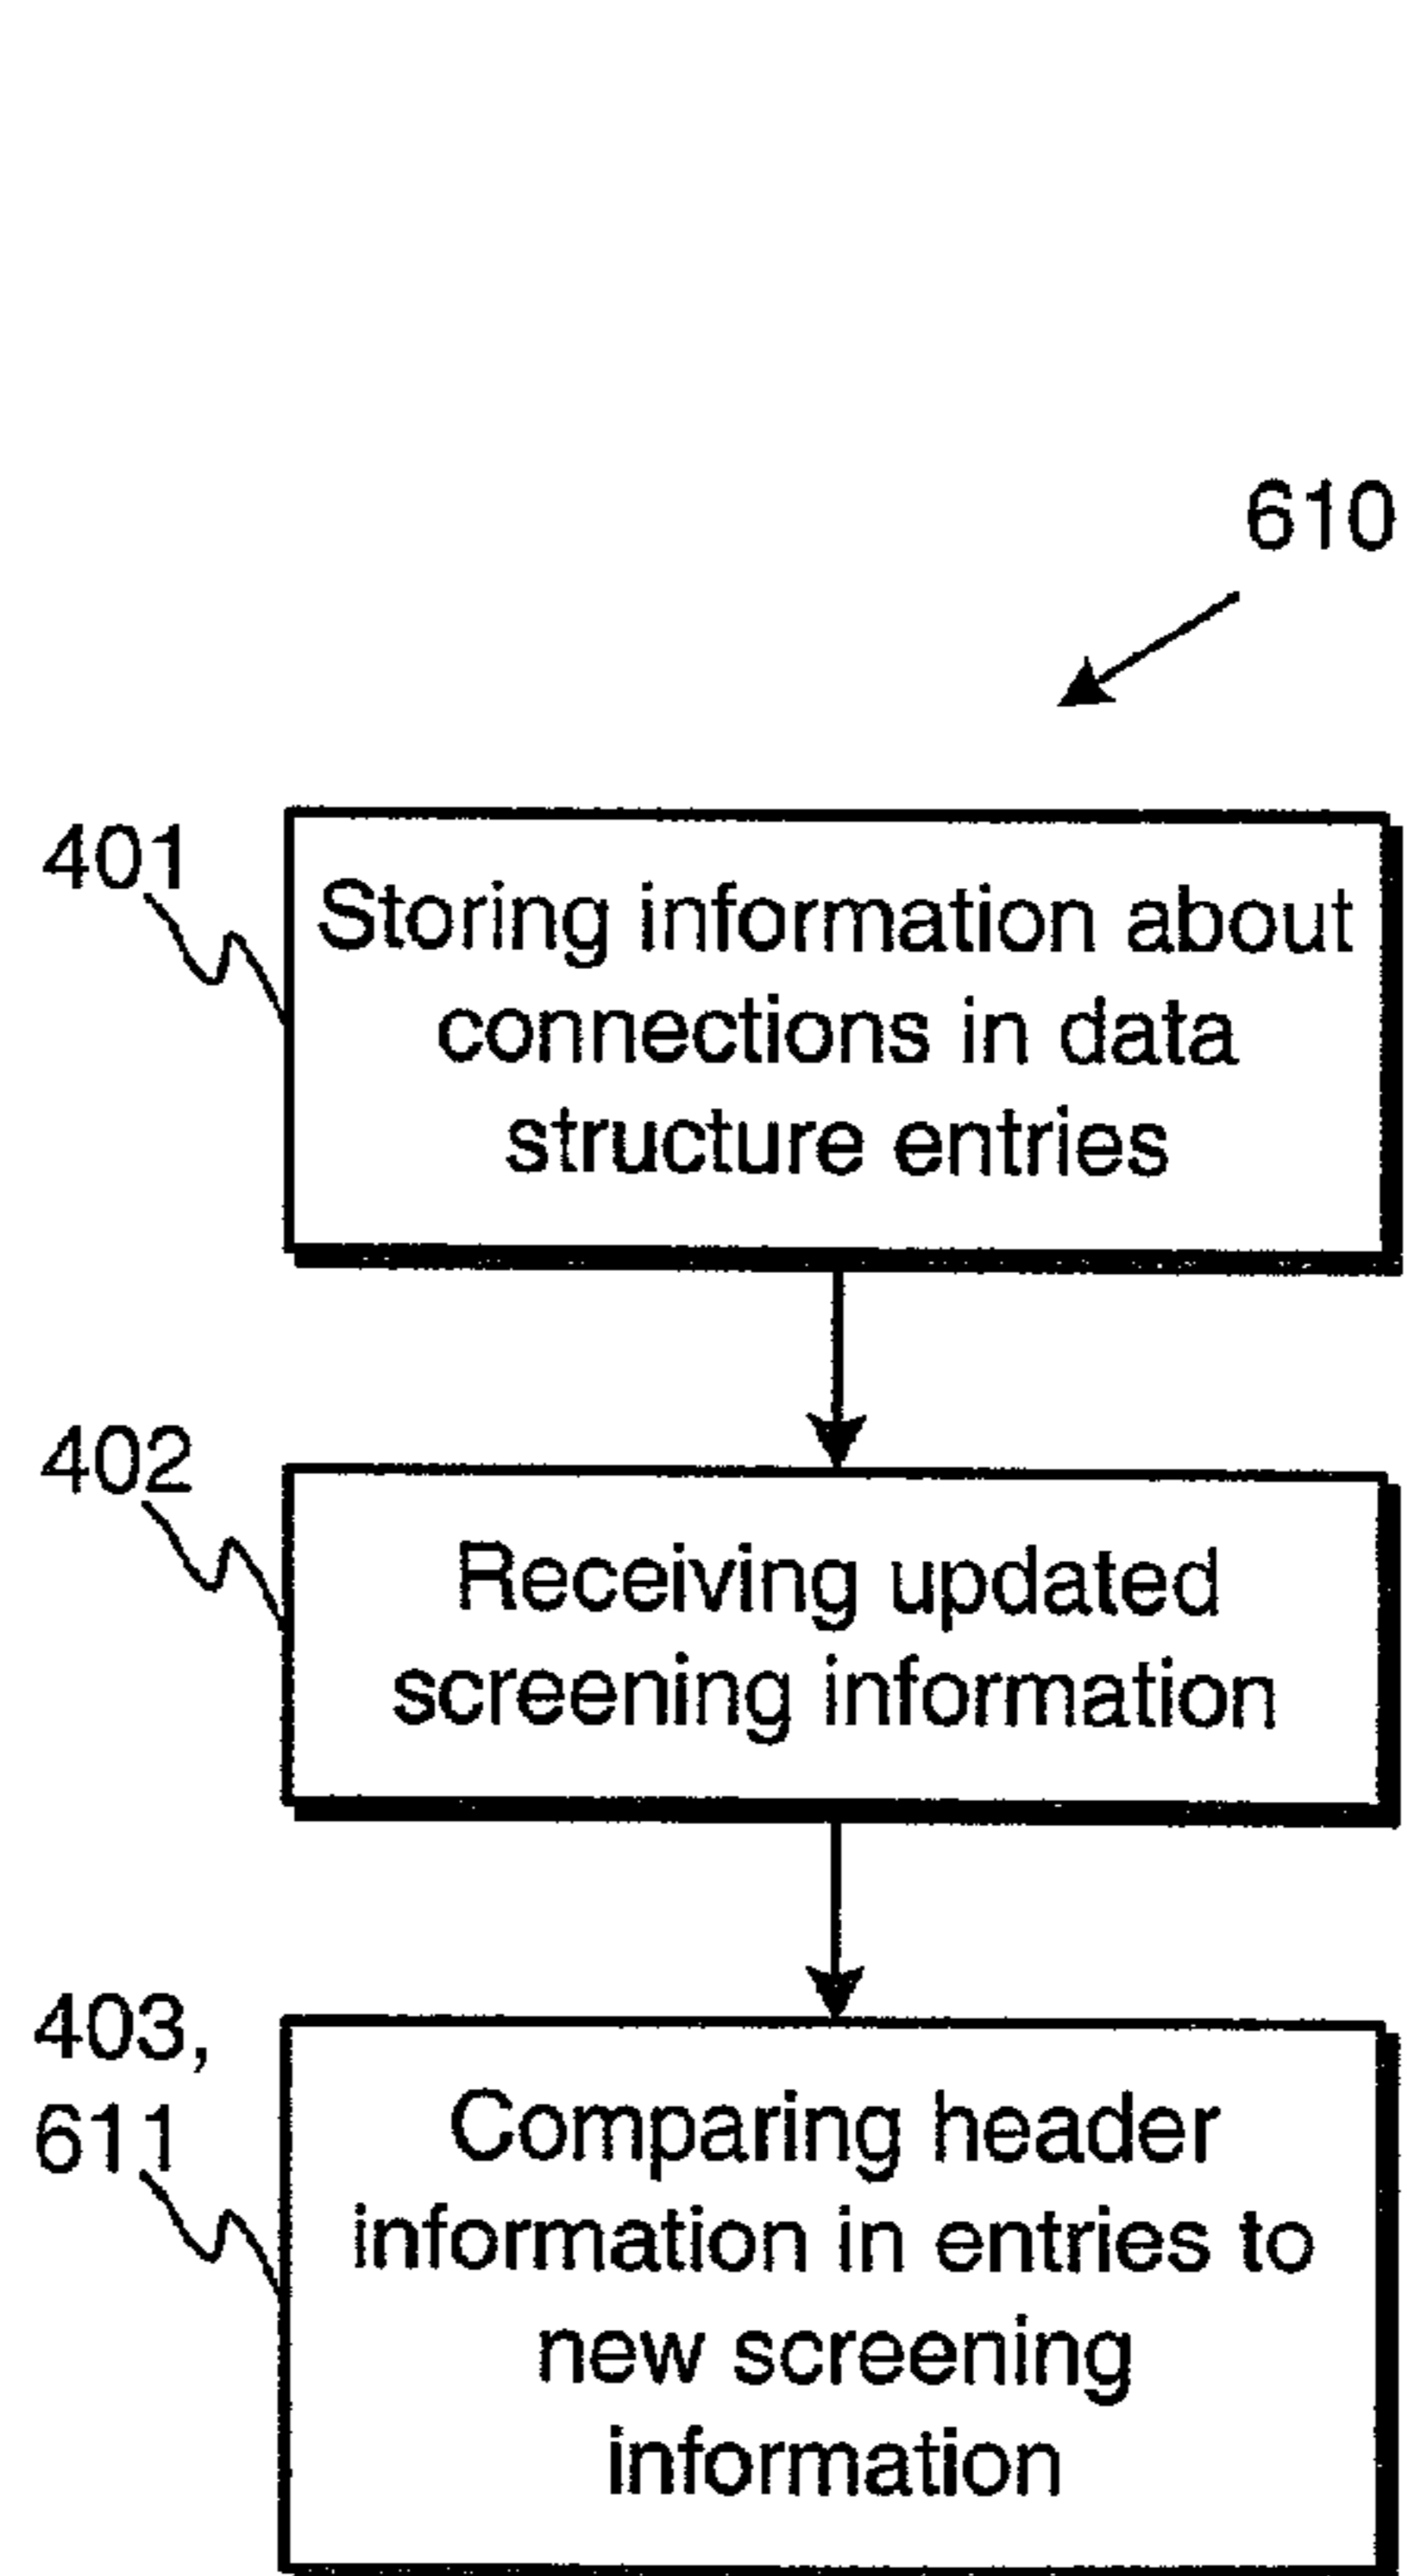 610
401
Storing information about
connections in data
structure entries
402
Receiving updated
screening information
403,
611
Comparing header
information in entries to
new screening
information